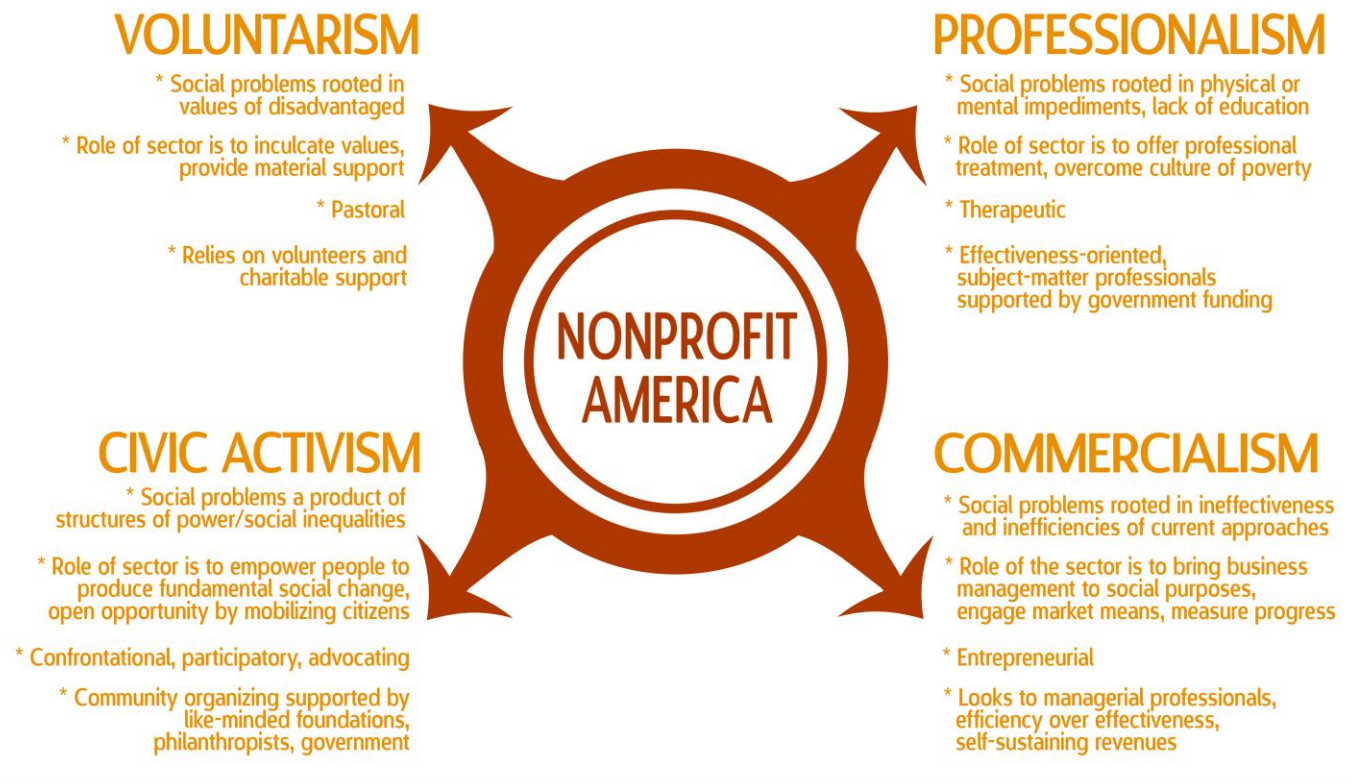 VOLUNTARISM
* Social problems rooted in
values of disadvantaged
* Role of sector is to inculcate values,
provide material support
* Pastoral
* Relies on volunteers and
charitable support
PROFESSIONALISM
* Social problems rooted in physical or
mental impediments, lack of education
* Role of sector is to offer professional
treatment, overcome culture of poverty
* Therapeutic
* Effectiveness-oriented,
subject-matter professionals
supported by government funding
NONPROFIT
AMERICA
CIVIC ACTIVISM
* Social problems a product of
structures of power/social inequalities
* Role of sector is to empower people to
produce fundamental social change,
open opportunity by mobilizing citizens
* Confrontational, participatory, advocating
* Community organizing supported by
like-minded foundations,
philanthropists, government
COMMERCIALISM
* Social problems rooted in ineffectiveness
and inefficiencies of current approaches
* Role of the sector is to bring business
management to social purposes,
engage market means, measure progress
* Entrepreneurial
* Looks to managerial professionals,
efficiency over effectiveness,
self-sustaining revenues